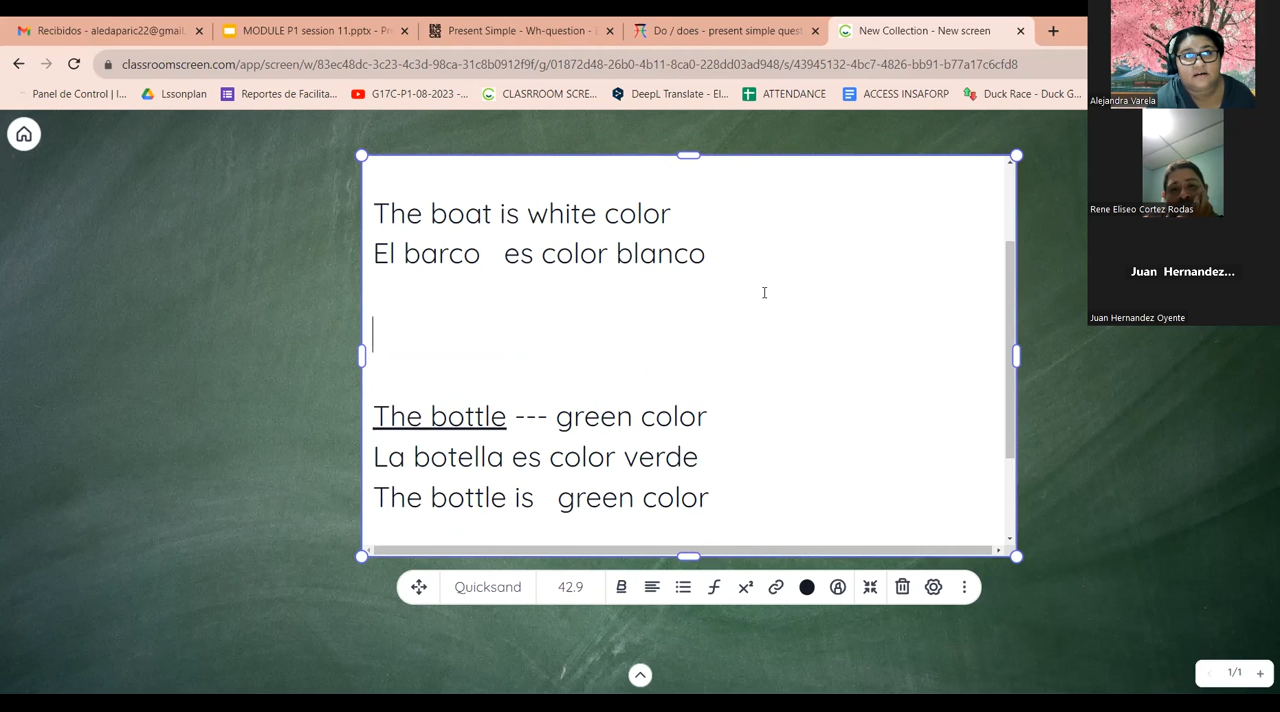 Recibidos - aledaparic22@gmail.
MODULE P1 session 11.pptx - Pre
Present Simple - Wh-question - E
Do / does - present simple quest
New Collection - New screen
classroomscreen.com/app/screen/w/83ec48dc-3c23-4c3d-98ca-31c8bf512f9f/g/01872d48-26b0-4b11-8ca0-228dd03ad948/s/43945132-4bc7-4826-bb91-b77a17c6cfd8
Panel de Control | I...
Lssonplan
Reportes de Facilita...
G17C-P1-08-2023 -...
CLASSROOM SCRE...
DeepL Translate - El...
ATTENDANCE
ACCESS INSAFORP
Duck Race - Duck G...
Alejandra Varela
Rene Eliseo Cortez Rodas
Juan Hernandez...
Juan Hernandez Oyente
The boat is white color
El barco es color blanco
The bottle --- green color
La botella es color verde
The bottle is green color
Quicksand
42.9
1/1